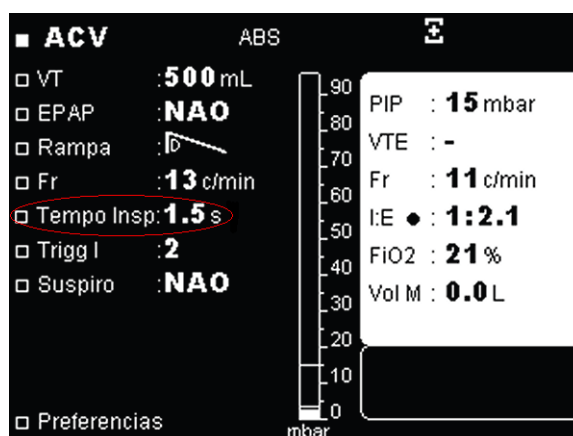 ACV ABS
VT :500 mL
EPAP :NAO
Rampa :
Fr :13 c/min
Tempo Insp:1.5 s
Trigg I :2
Suspiro :NAO
Preferencias
90
80
70
60
50
40
30
20
10
0
mbar
PIP : 15 mbar
VTE : -
Fr : 11 c/min
I:E : 1:2.1
FiO2 : 21 %
Vol M : 0.0 L